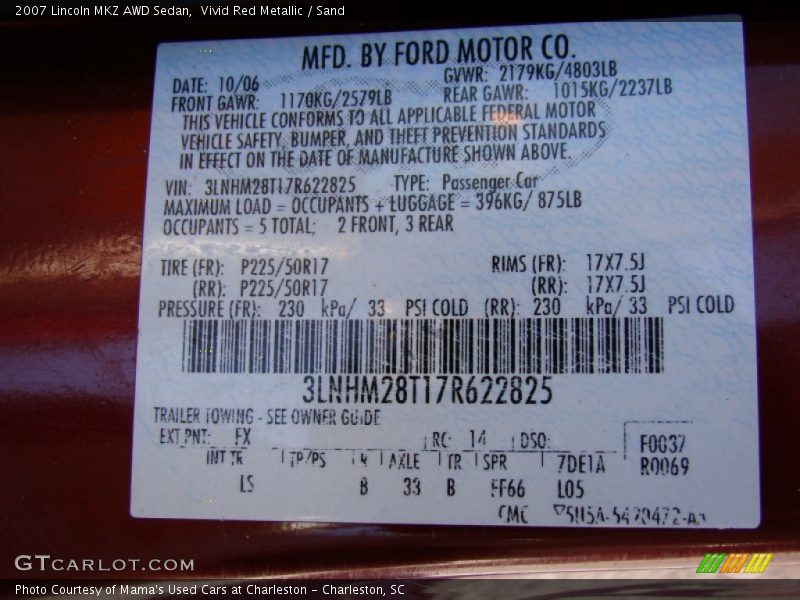 2007 Lincoln MKZ AWD Sedan,  Vivid Red Metallic / Sand
MFD. BY FORD MOTOR CO.
DATE: 10/06 GVWR: 2179KG/4803LB
FRONT GAWR: 1170KG/2579LB REAR GAWR: 1015KG/2237LB
THIS VEHICLE CONFORMS TO ALL APPLICABLE FEDERAL MOTOR
VEHICLE SAFETY, BUMPER, AND THEFT PREVENTION STANDARDS
IN EFFECT ON THE DATE OF MANUFACTURE SHOWN ABOVE.
VIN: 3LNHM28T17R622825 TYPE: Passenger Car
MAXIMUM LOAD = OCCUPANTS + LUGGAGE = 396KG/ 875LB
OCCUPANTS = 5 TOTAL; 2 FRONT, 3 REAR
TIRE (FR): P225/50R17 RIMS (FR): 17X7.5J
(RR): P225/50R17 (RR): 17X7.5J
PRESSURE (FR): 230 kPa/ 33 PSI COLD (RR): 230 kPa/ 33 PSI COLD
3LNHM28T17R622825
TRAILER TOWING - SEE OWNER GUIDE
EXT PNT: FX RC: 14 DSO: F0037
INT TR TP/PS R AXLE TR SPR 7DE1A R0069
LS B 33 B FF66 L05
CMC
GTCARLOT.COM
Photo Courtesy of Mama's Used Cars at Charleston - Charleston, SC